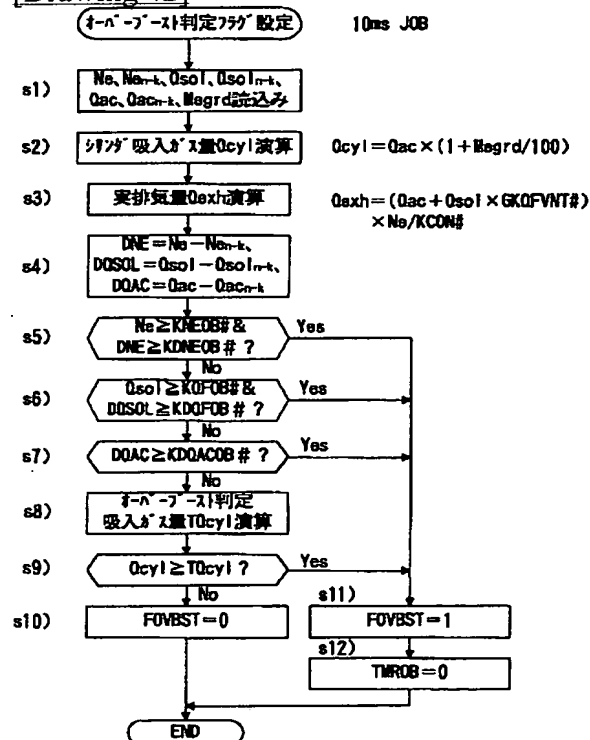 オーバーブースト判定フラグ設定
10ms JOB
s1)
Ne、Nen-k、Qsol、Qsoln-k、
Qac、Qacn-k、Megrd読込み
s2)
シリンダ吸入ガス量Qcyl演算
Qcyl=Qac×(1+Megrd/100)
s3)
実排気量Qexh演算
Qexh=(Qac+Qsol×GKQFVNT#)
×Ne/KCON#
s4)
DNE=Ne-Nen-k、
DQSOL=Qsol-Qsoln-k、
DQAC=Qac-Qacn-k
s5)
Ne≧KNEOB#&
DNE≧KDNEOB#?
Yes
No
s6)
Qsol≧KQFOB#&
DQSOL≧KDQFOB#?
Yes
No
s7)
DQAC≧KDQACOB#?
Yes
No
s8)
オーバーブースト判定
吸入ガス量TQcyl演算
s9)
Qcyl≧TQcyl?
Yes
No
s10)
FOVBST=0
s11)
FOVBST=1
s12)
TMROB=0
END